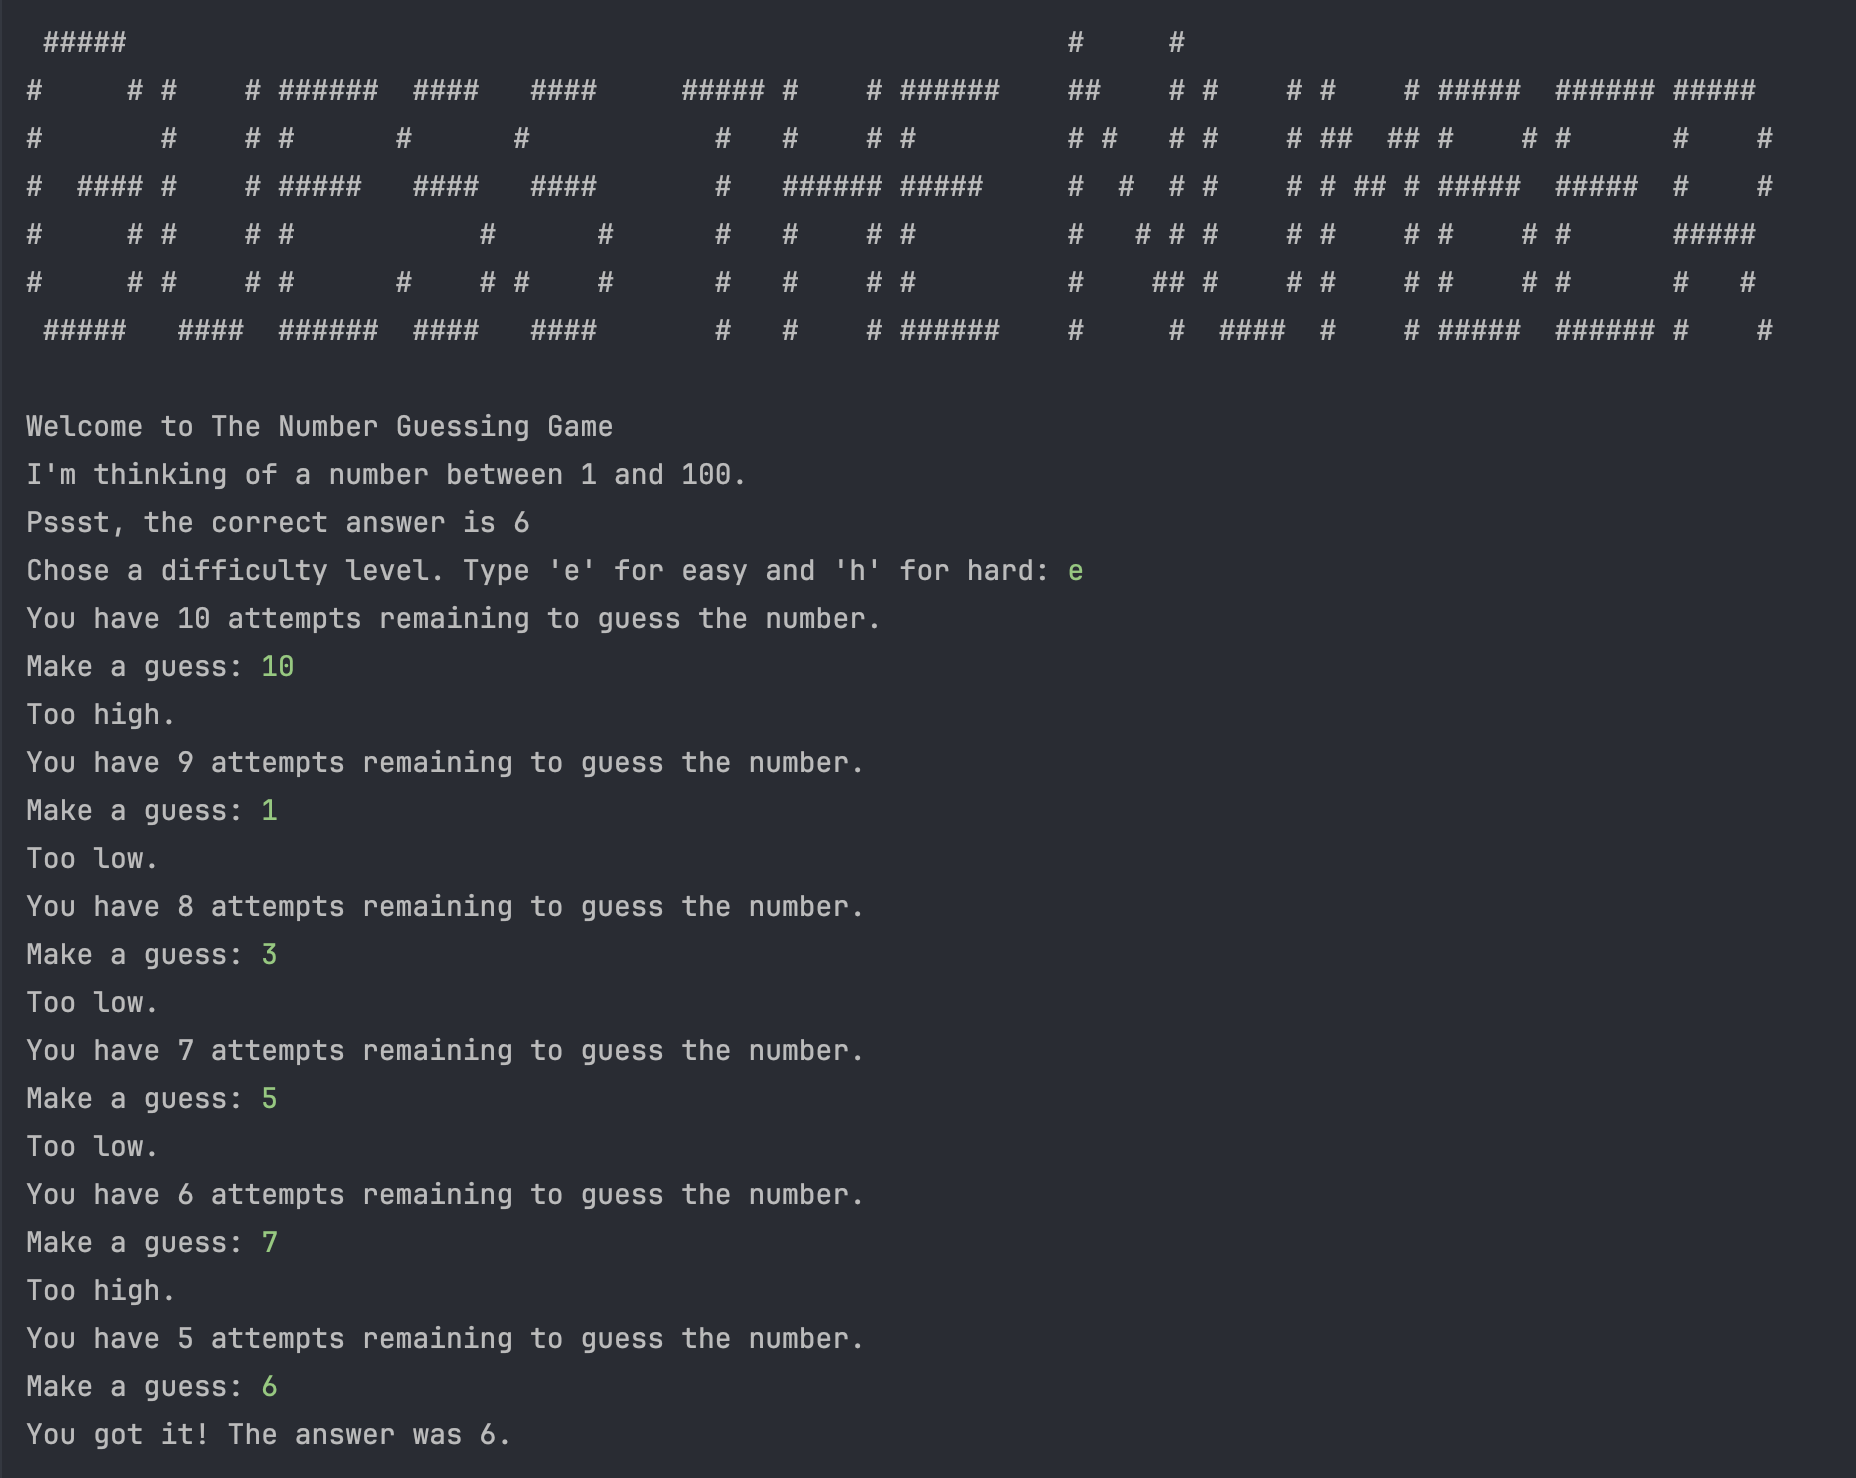 #####                                                        #     #
#     # #    # ######  ####   ####     ##### #    # ######    ##    # #    # #    # #####  ###### #####
#       #    # #      #      #           #   #    # #         # #   # #    # ##  ## #    # #      #    #
#  #### #    # #####   ####   ####       #   ###### #####     #  #  # #    # # ## # #####  #####  #    #
#     # #    # #           #      #      #   #    # #         #   # # #    # #    # #    # #      #####
#     # #    # #      #    # #    #      #   #    # #         #    ## #    # #    # #    # #      #   #
 #####   ####  ######  ####   ####       #   #    # ######    #     #  ####  #    # #####  ###### #    #
Welcome to The Number Guessing Game
I'm thinking of a number between 1 and 100.
Pssst, the correct answer is 6
Chose a difficulty level. Type 'e' for easy and 'h' for hard: e
You have 10 attempts remaining to guess the number.
Make a guess: 10
Too high.
You have 9 attempts remaining to guess the number.
Make a guess: 1
Too low.
You have 8 attempts remaining to guess the number.
Make a guess: 3
Too low.
You have 7 attempts remaining to guess the number.
Make a guess: 5
Too low.
You have 6 attempts remaining to guess the number.
Make a guess: 7
Too high.
You have 5 attempts remaining to guess the number.
Make a guess: 6
You got it! The answer was 6.